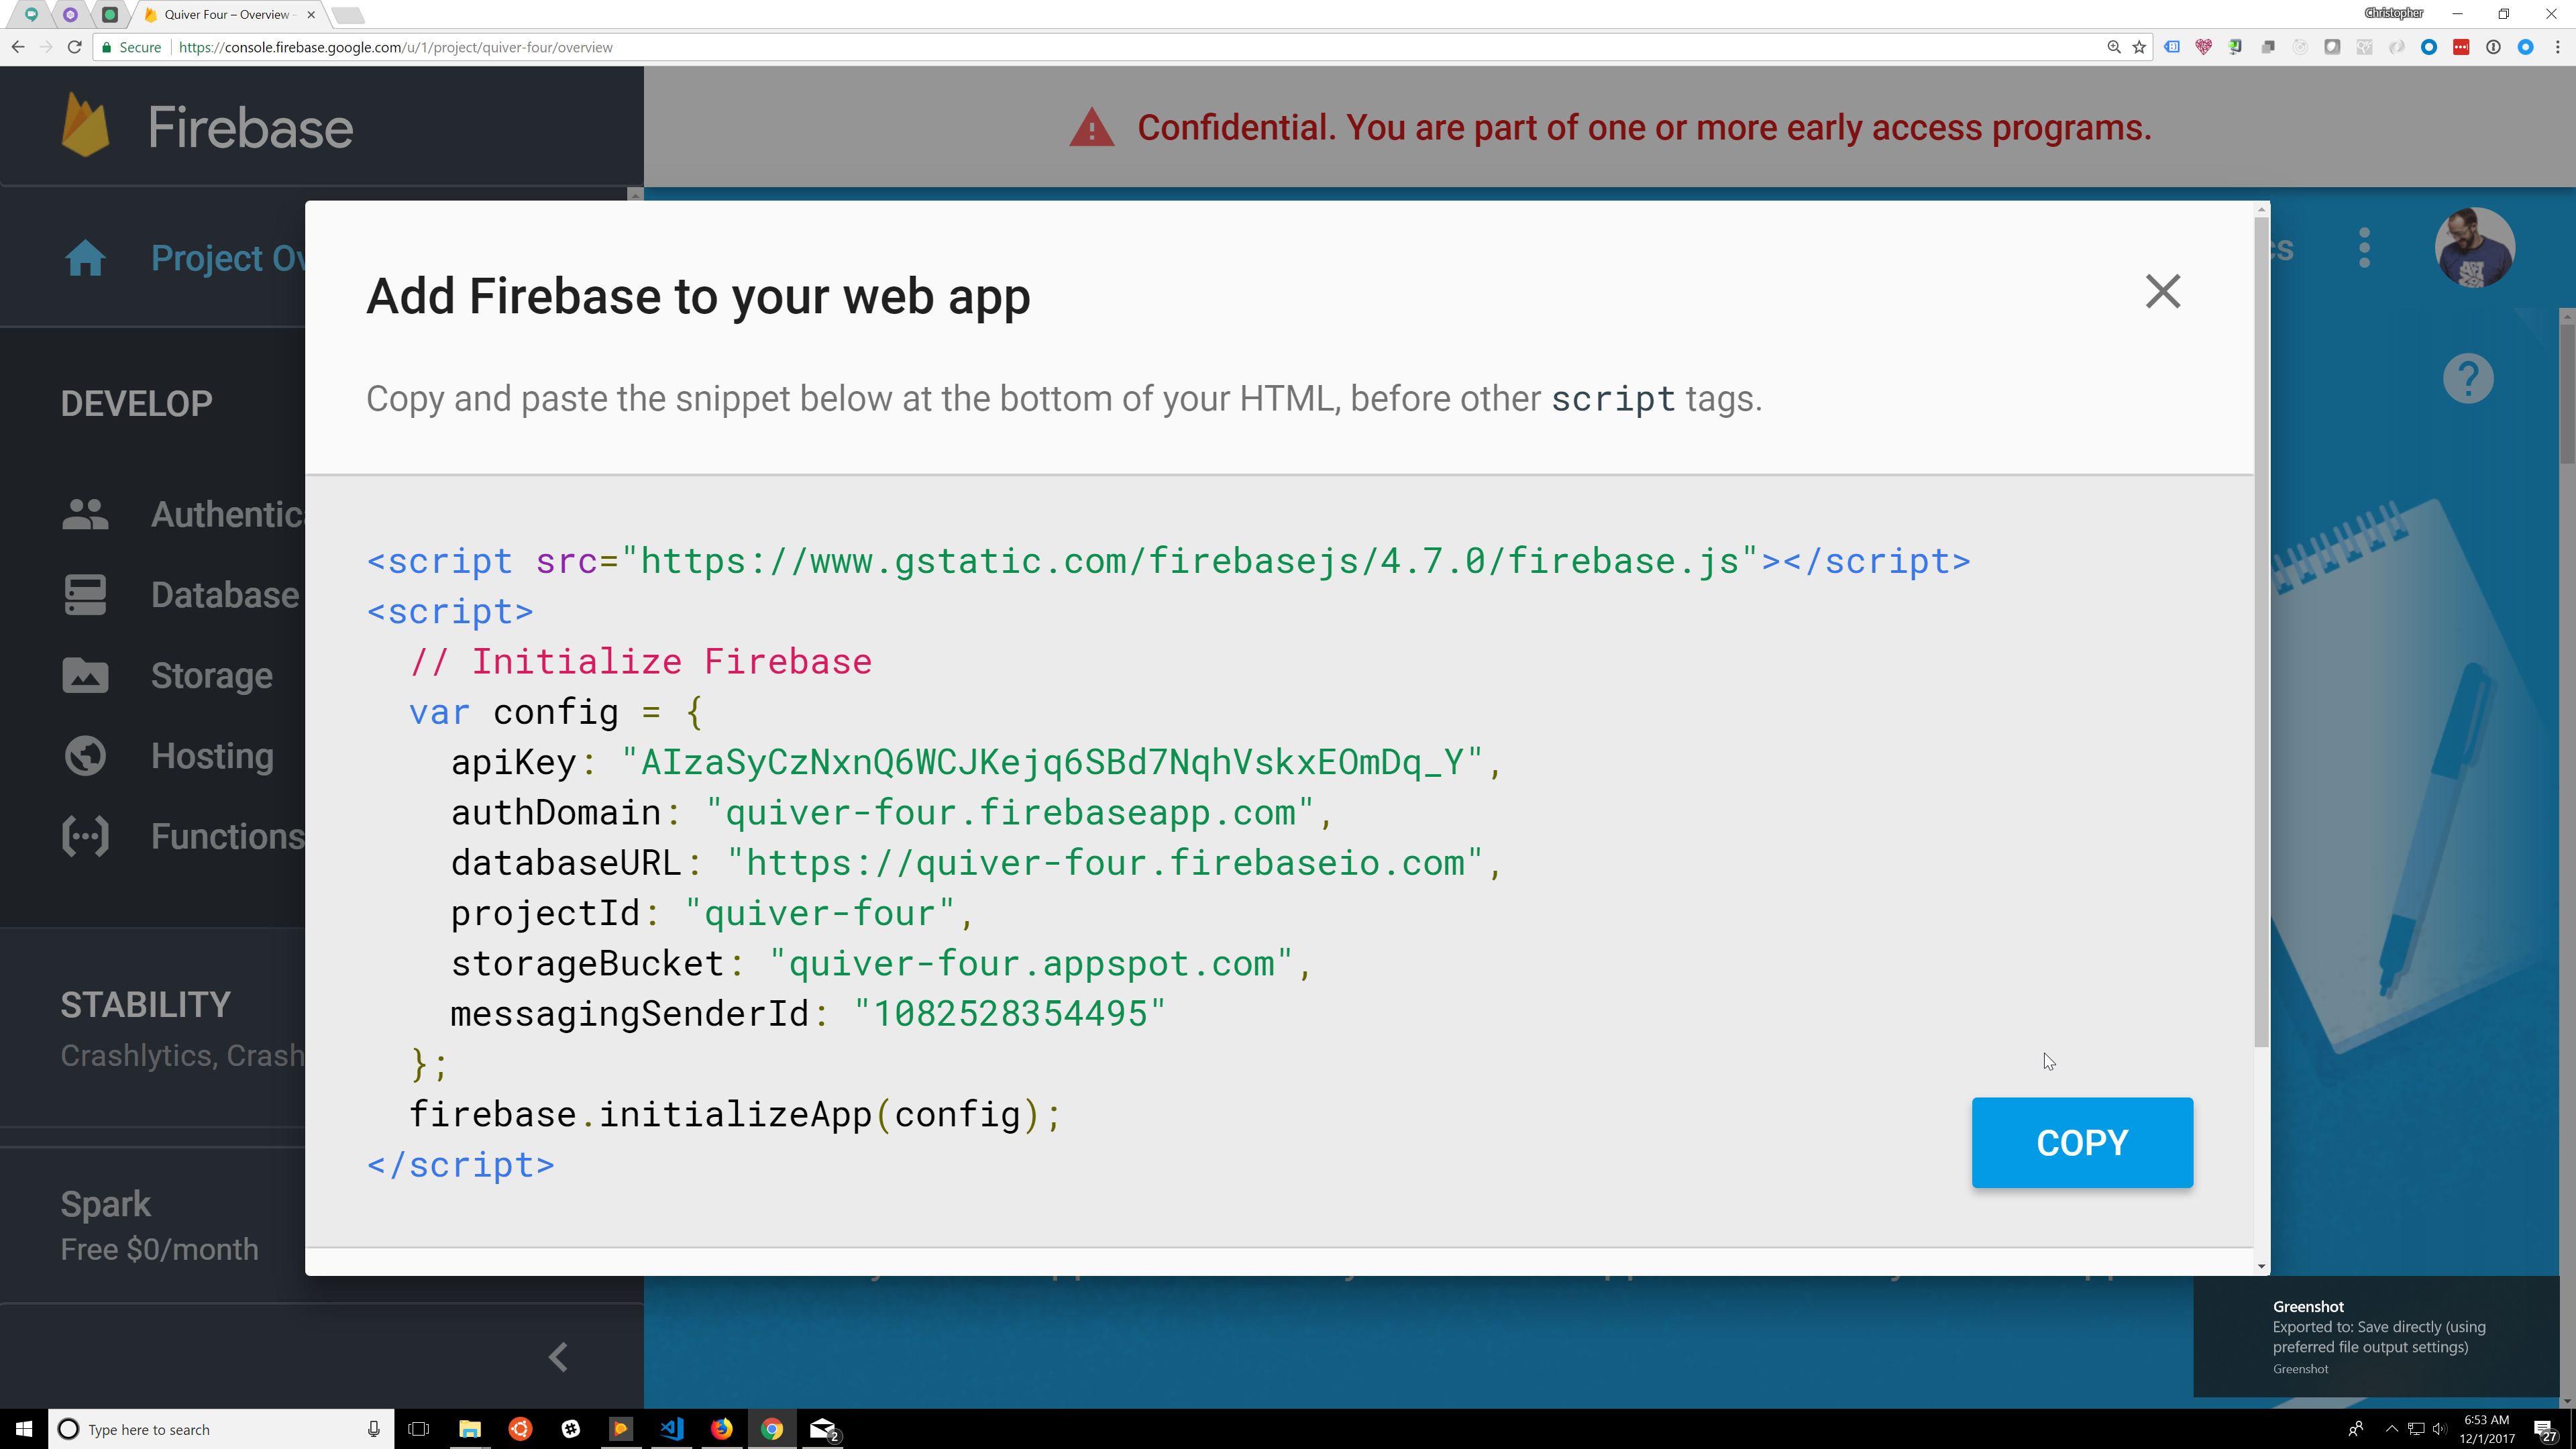 Quiver Four – Overview -
Christopher
Secure
https://console.firebase.google.com/u/1/project/quiver-four/overview
Firebase
Confidential. You are part of one or more early access programs.
Project Ov
Add Firebase to your web app
Copy and paste the snippet below at the bottom of your HTML, before other script tags.
DEVELOP
Authentic
Database
Storage
Hosting
Functions
<script src="https://www.gstatic.com/firebasejs/4.7.0/firebase.js"></script>
<script>
// Initialize Firebase
var config = {
apiKey: "AIzaSyCzNxnQ6WCJKejq6SBd7NqhVskxEOmDq_Y",
authDomain: "quiver-four.firebaseapp.com",
databaseURL: "https://quiver-four.firebaseio.com",
projectId: "quiver-four",
storageBucket: "quiver-four.appspot.com",
messagingSenderId: "1082528354495"
};
firebase.initializeApp(config);
</script>
COPY
STABILITY
Crashlytics, Crash
Spark
Free $0/month
Greenshot
Exported to: Save directly (using
preferred file output settings)
Greenshot
Type here to search
2
6:53 AM
12/1/2017
27